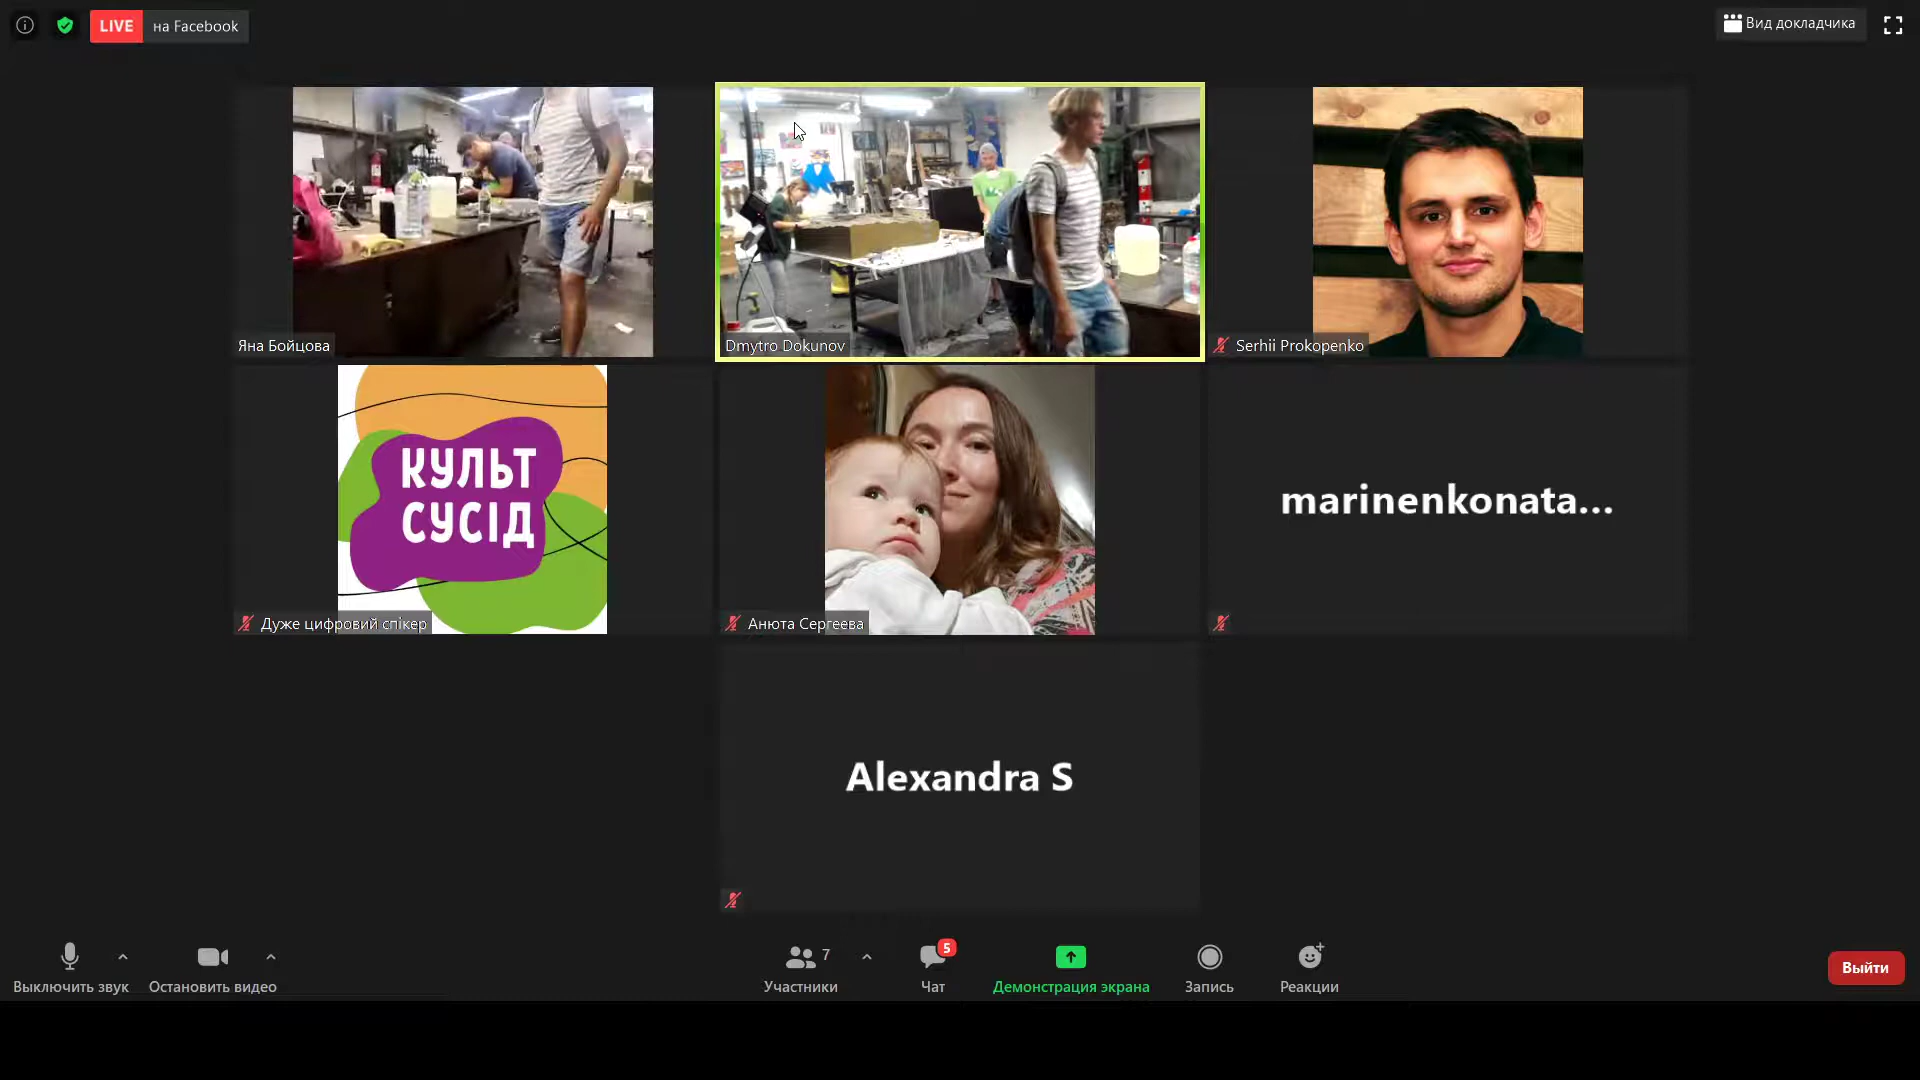 LIVE на Facebook
Вид докладчика
Яна Бойцова
Dmytro Dokunov
Serhii Prokopenko
КУЛЬТ
СУСІД
Дуже цифровий спікер
Анюта Сергеева
marinenkonata...
Alexandra S
7
5
Выключить звук
Остановить видео
Участники
Чат
Демонстрация экрана
Запись
Реакции
Выйти